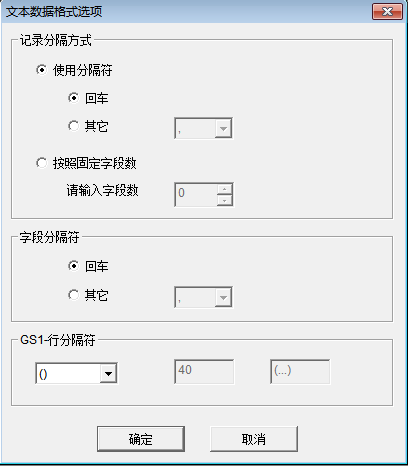 文本数据格式选项
记录分隔方式
使用分隔符
回车
其它
,
按照固定字段数
请输入字段数
0
字段分隔符
回车
其它
,
GS1-行分隔符
()
40
(...)
确定
取消